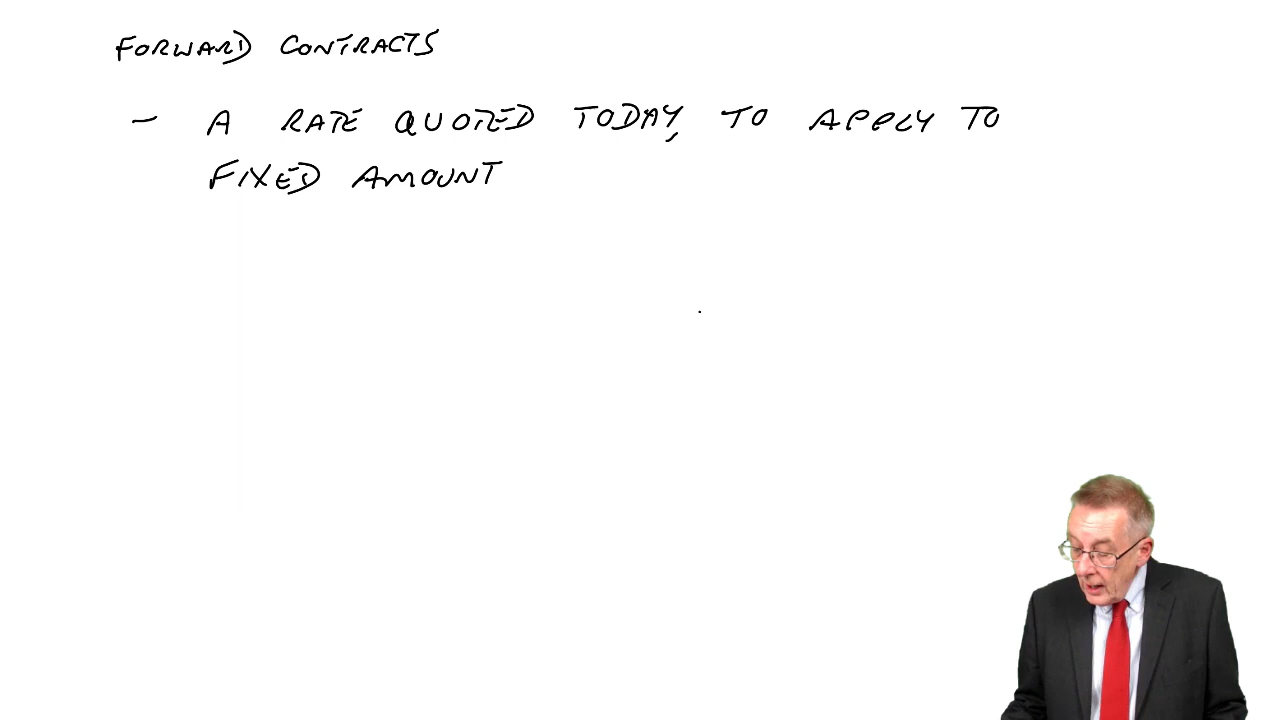 FORWARD CONTRACTS
- A RATE QUOTED TODAY, TO APPLY TO
FIXED AMOUNT